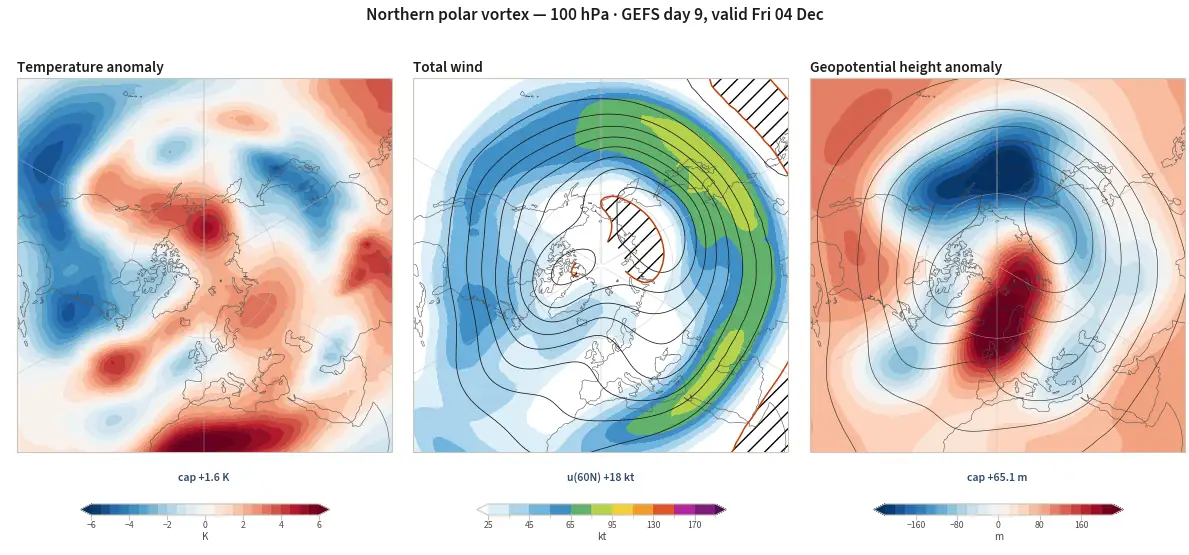 Northern polar vortex — 100 hPa · GEFS day 9, valid Fri 04 Dec
Temperature anomaly
Total wind
Geopotential height anomaly
cap +1.6 K
u(60N) +18 kt
cap +65.1 m
−6 −4 −2 0 2 4 6
K
25 45 65 95 130 170
kt
−160 −80 0 80 160
m